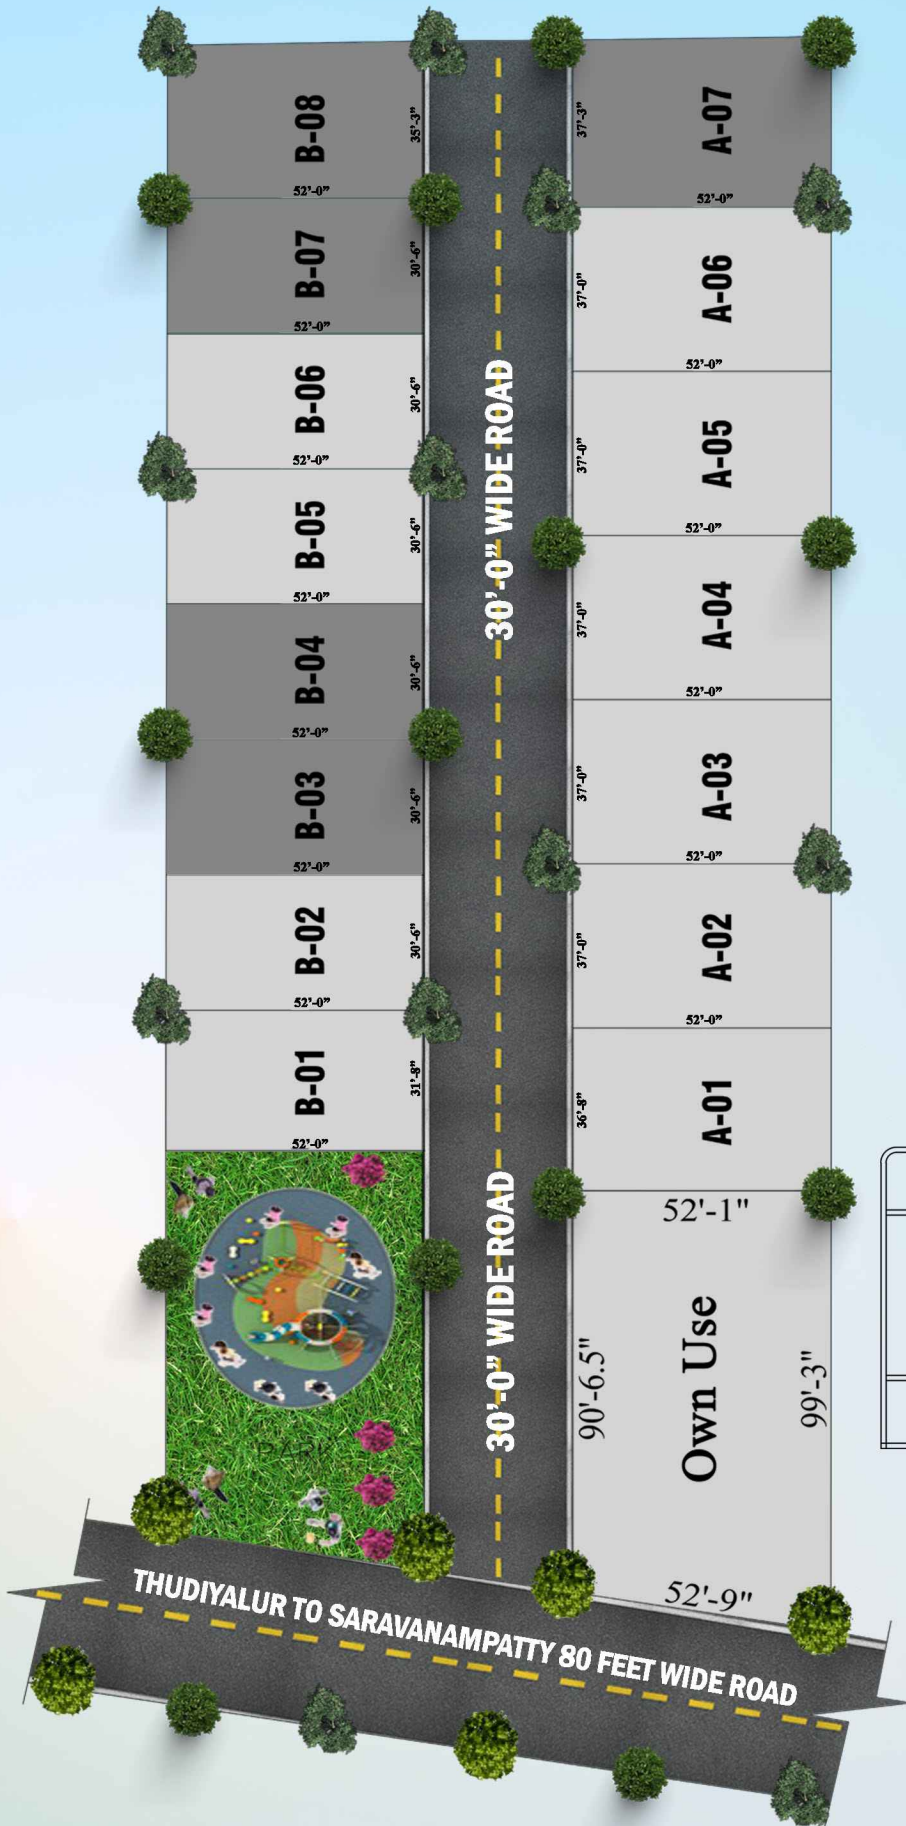 B-08
35'-3"
52'-0"
B-07
30'-6"
52'-0"
B-06
30'-6"
52'-0"
B-05
30'-6"
52'-0"
B-04
30'-6"
52'-0"
B-03
30'-6"
52'-0"
B-02
30'-6"
52'-0"
B-01
31'-8"
52'-0"
PARK
30'-0" WIDE ROAD
30'-0" WIDE ROAD
37'-3"
A-07
52'-0"
37'-0"
A-06
52'-0"
37'-0"
A-05
52'-0"
37'-0"
A-04
52'-0"
37'-0"
A-03
52'-0"
37'-0"
A-02
52'-0"
36'-8"
A-01
52'-1"
90'-6.5"
Own Use
99'-3"
52'-9"
THUDIYALUR TO SARAVANAMPATTY 80 FEET WIDE ROAD